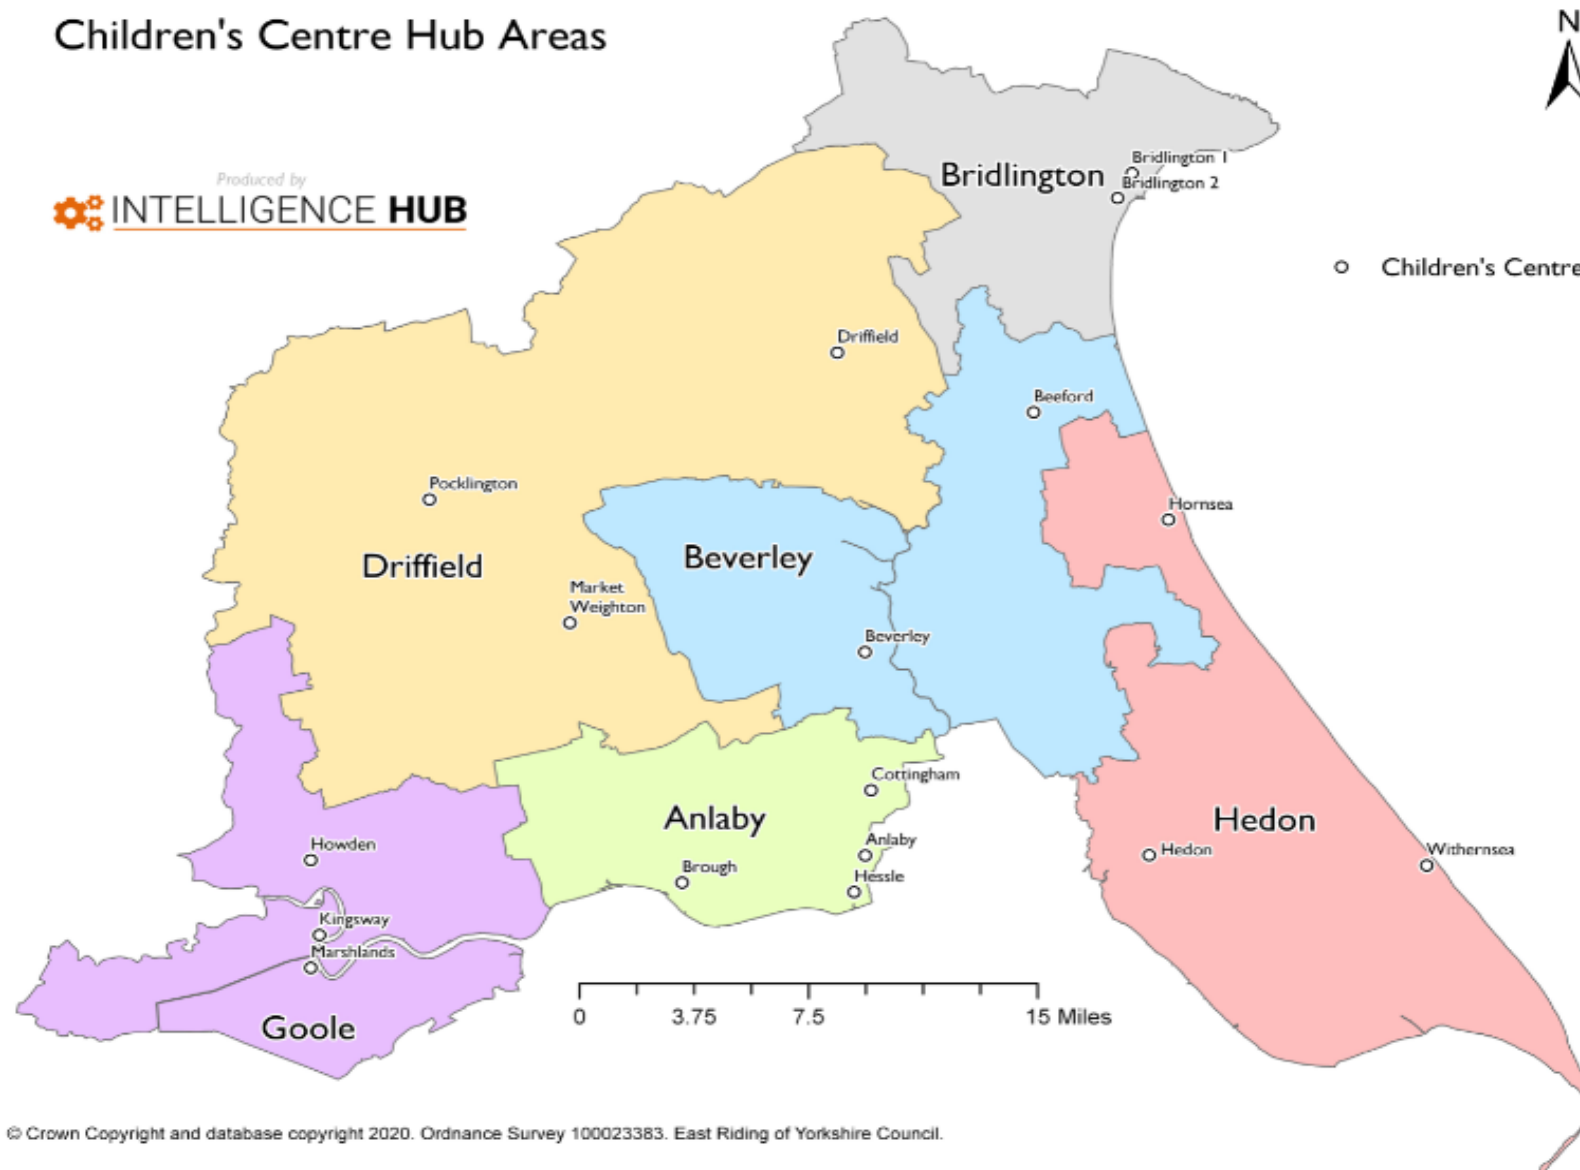 Children's Centre Hub Areas
N
Produced by
INTELLIGENCE HUB
Bridlington
Bridlington 1
Bridlington 2
Children's Centre
Driffield
Beeford
Pocklington
Hornsea
Driffield
Beverley
Market
Weighton
Beverley
Cottingham
Anlaby
Hedon
Howden
Anlaby
Hedon
Withernsea
Brough
Hessle
Kingsway
Marshlands
Goole
0 3.75 7.5 15 Miles
© Crown Copyright and database copyright 2020. Ordnance Survey 100023383. East Riding of Yorkshire Council.